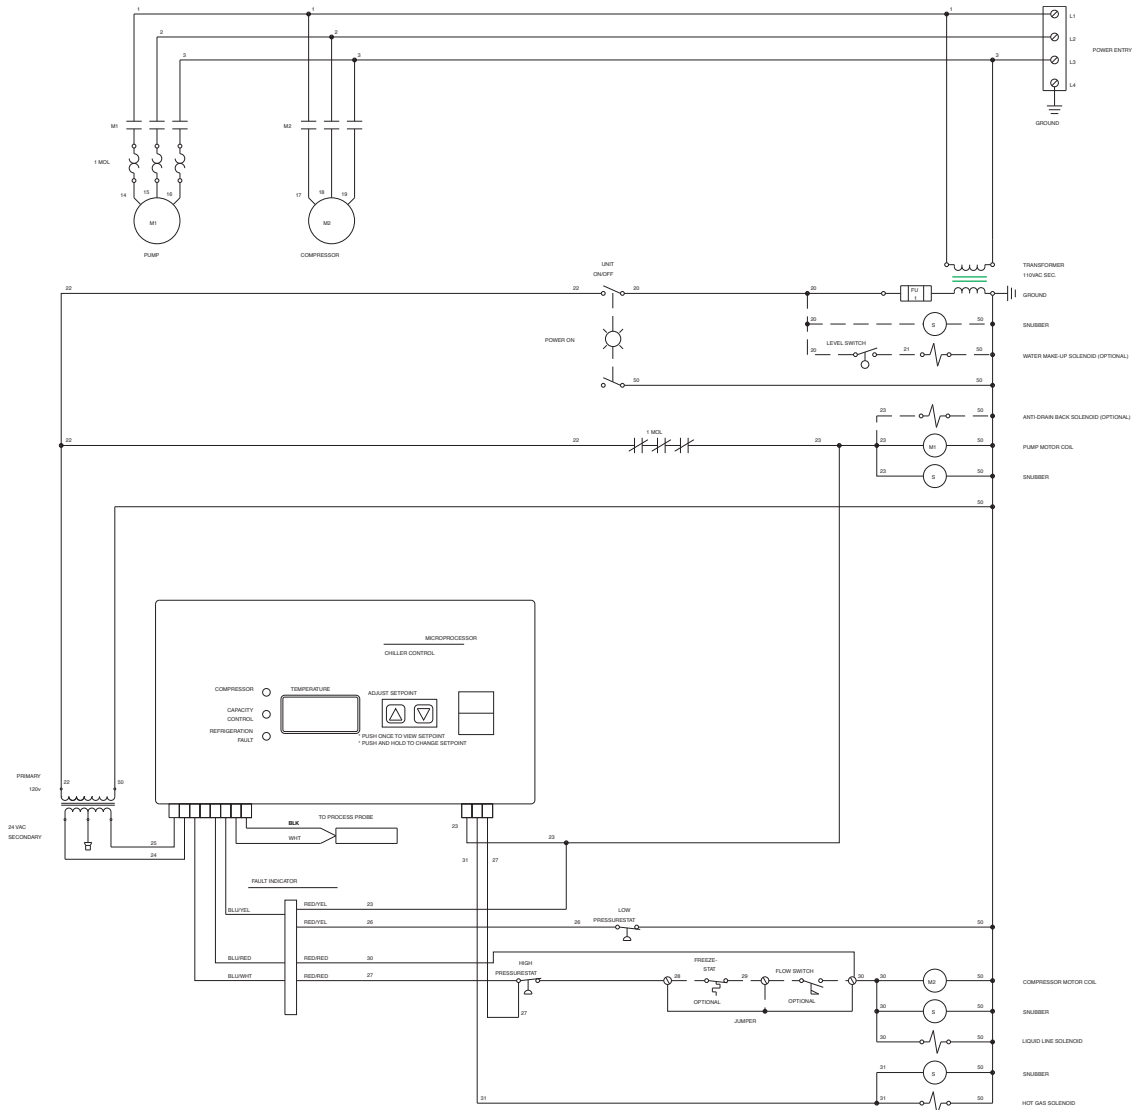 1 1 1
L1
2 2
L2
POWER ENTRY
3 3 3
L3
L4
M1 M2
GROUND
1 MOL
14 15 16 17 18 19
M1 M2
PUMP COMPRESSOR
UNIT
ON/OFF
TRANSFORMER
110VAC SEC.
22 22 20 20
FU
1
GROUND
20 S 50 SNUBBER
POWER ON
LEVEL SWITCH
20 21 50 WATER MAKE-UP SOLENOID (OPTIONAL)
50 50
23 50 ANTI-DRAIN BACK SOLENOID (OPTIONAL)
1 MOL
22 22 23 23 M1 50 PUMP MOTOR COIL
23 S 50 SNUBBER
50
MICROPROCESSOR
CHILLER CONTROL
COMPRESSOR
TEMPERATURE
ADJUST SETPOINT
CAPACITY
CONTROL
REFRIGERATION
FAULT
* PUSH ONCE TO VIEW SETPOINT
* PUSH AND HOLD TO CHANGE SETPOINT
PRIMARY
120v
22 50
24 VAC
SECONDARY
TO PROCESS PROBE
BLK
WHT
23 23
25
24
31 27
FAULT INDICATOR
BLU/YEL RED/YEL 23
LOW
PRESSURESTAT
RED/YEL 26 26 50
BLU/RED RED/RED 30
HIGH
PRESSURESTAT
FREEZE-
STAT
FLOW SWITCH
BLU/WHT RED/RED 27 28 29 30 30 M2 50 COMPRESSOR MOTOR COIL
OPTIONAL OPTIONAL
27 JUMPER
30 S 50 SNUBBER
30 50 LIQUID LINE SOLENOID
31 S 50 SNUBBER
31 31 50 HOT GAS SOLENOID